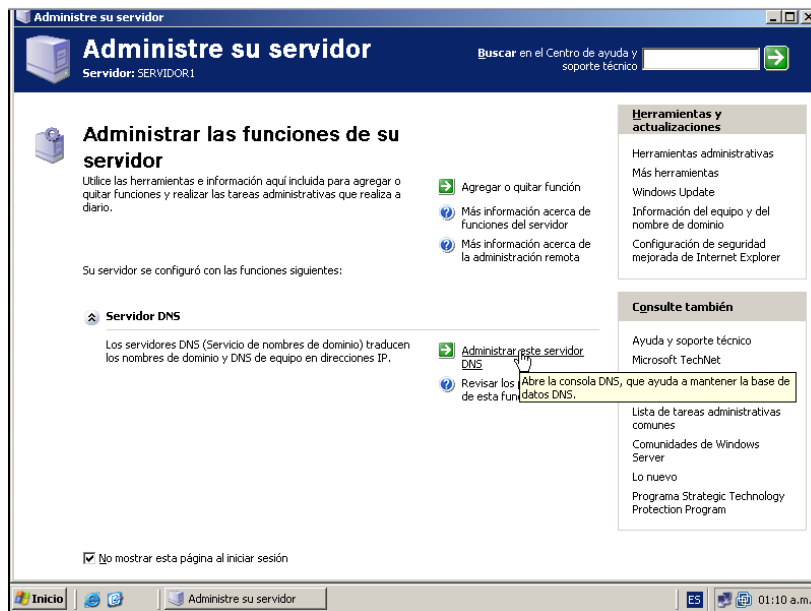 Administre su servidor
Administre su servidor
Servidor: SERVIDOR1
Buscar en el Centro de ayuda y
soporte técnico
Administrar las funciones de su
servidor
Utilice las herramientas e información aquí incluida para agregar o
quitar funciones y realizar las tareas administrativas que realiza a
diario.
Agregar o quitar función
Más información acerca de
funciones del servidor
Más información acerca de
la administración remota
Su servidor se configuró con las funciones siguientes:
Servidor DNS
Los servidores DNS (Servicio de nombres de dominio) traducen
los nombres de dominio y DNS de equipo en direcciones IP.
Administrar este servidor
DNS
Revisar los
de esta
Abre la consola DNS, que ayuda a mantener la base de
datos DNS.
Herramientas y
actualizaciones
Herramientas administrativas
Más herramientas
Windows Update
Información del equipo y del
nombre de dominio
Configuración de seguridad
mejorada de Internet Explorer
Consulte también
Ayuda y soporte técnico
Microsoft TechNet
Lista de tareas administrativas
comunes
Comunidades de Windows
Server
Lo nuevo
Programa Strategic Technology
Protection Program
No mostrar esta página al iniciar sesión
Inicio
Administre su servidor
ES
01:10 a.m.